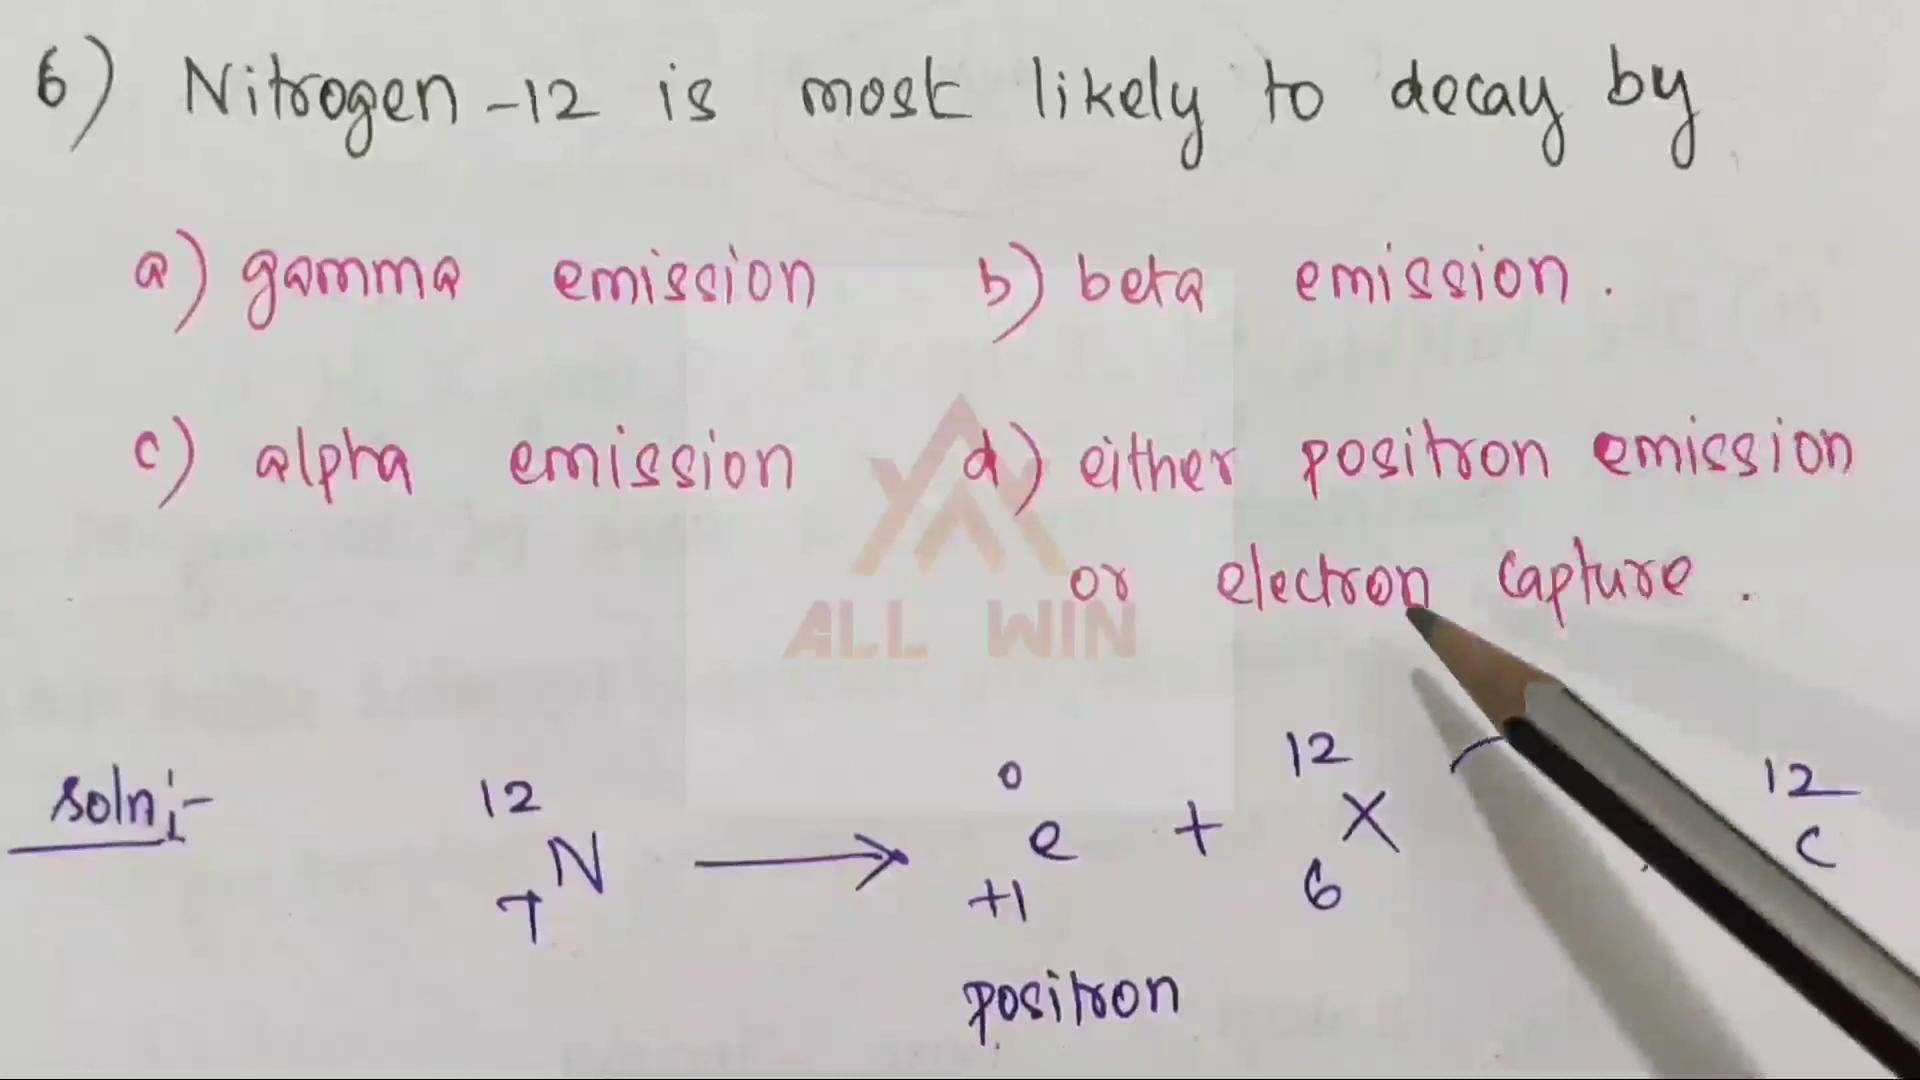 6) Nitrogen -12 is most likely to decay by
a) gamma emission b) beta emission.
c) alpha emission d) either positron emission
or electron capture.
ALL WIN
Soln:- 12 7 N → 0 +1 e + 12 6 X 12 C
positron